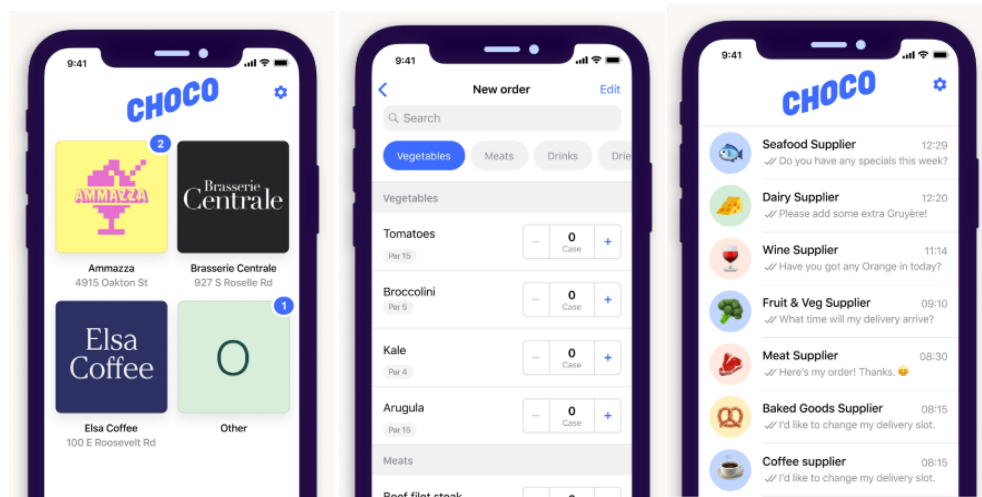 9:41
CHOCO
2
AMMAZZA
Brasserie
Centrale
Ammazza
4915 Oakton St
Brasserie Centrale
927 S Roselle Rd
1
Elsa
Coffee
O
Elsa Coffee
100 E Roosevelt Rd
Other
9:41
New order
Edit
Search
Vegetables
Meats
Drinks
Drie
Vegetables
Tomatoes
Par 15
− 0 +
Case
Broccolini
Par 5
− 0 +
Case
Kale
Par 4
− 0 +
Case
Arugula
Par 15
− 0 +
Case
Meats
Beef filet steak
9:41
CHOCO
Seafood Supplier 12:29
Do you have any specials this week?
Dairy Supplier 12:20
Please add some extra Gruyère!
Wine Supplier 11:14
Have you got any Orange in today?
Fruit & Veg Supplier 09:10
What time will my delivery arrive?
Meat Supplier 08:30
Here's my order! Thanks. 😊
Baked Goods Supplier 08:15
I'd like to change my delivery slot.
Coffee supplier 08:15
I'd like to change my delivery slot.